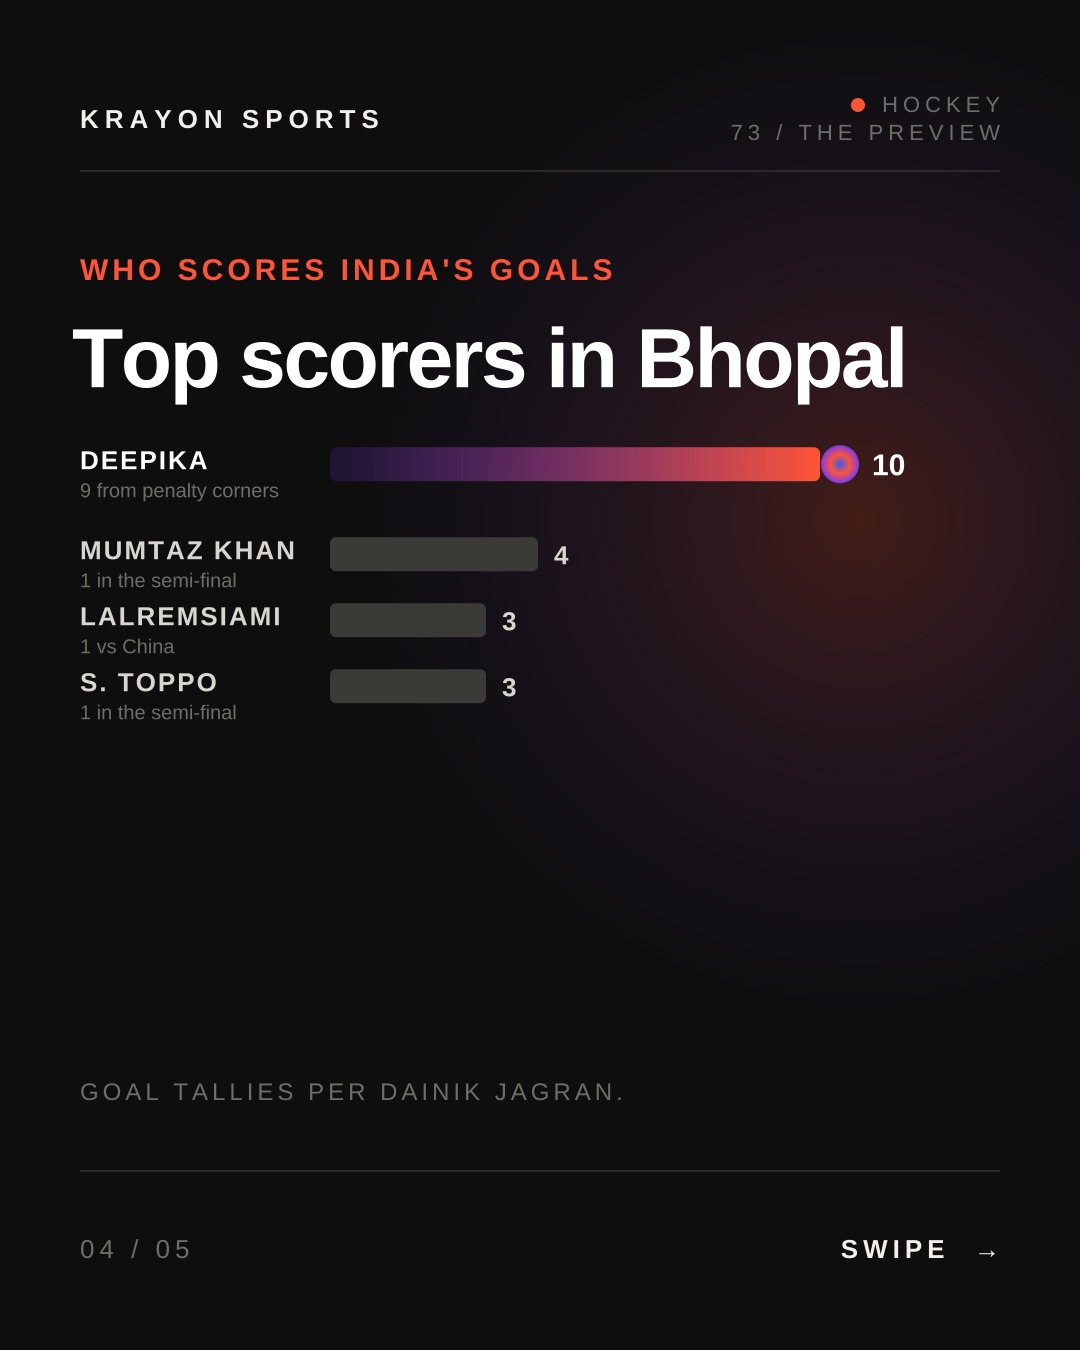 KRAYON SPORTS
HOCKEY
73 / THE PREVIEW
WHO SCORES INDIA'S GOALS
Top scorers in Bhopal
DEEPIKA
9 from penalty corners
10
MUMTAZ KHAN
1 in the semi-final
4
LALREMSIAMI
1 vs China
3
S. TOPPO
1 in the semi-final
3
GOAL TALLIES PER DAINIK JAGRAN.
04 / 05
SWIPE →